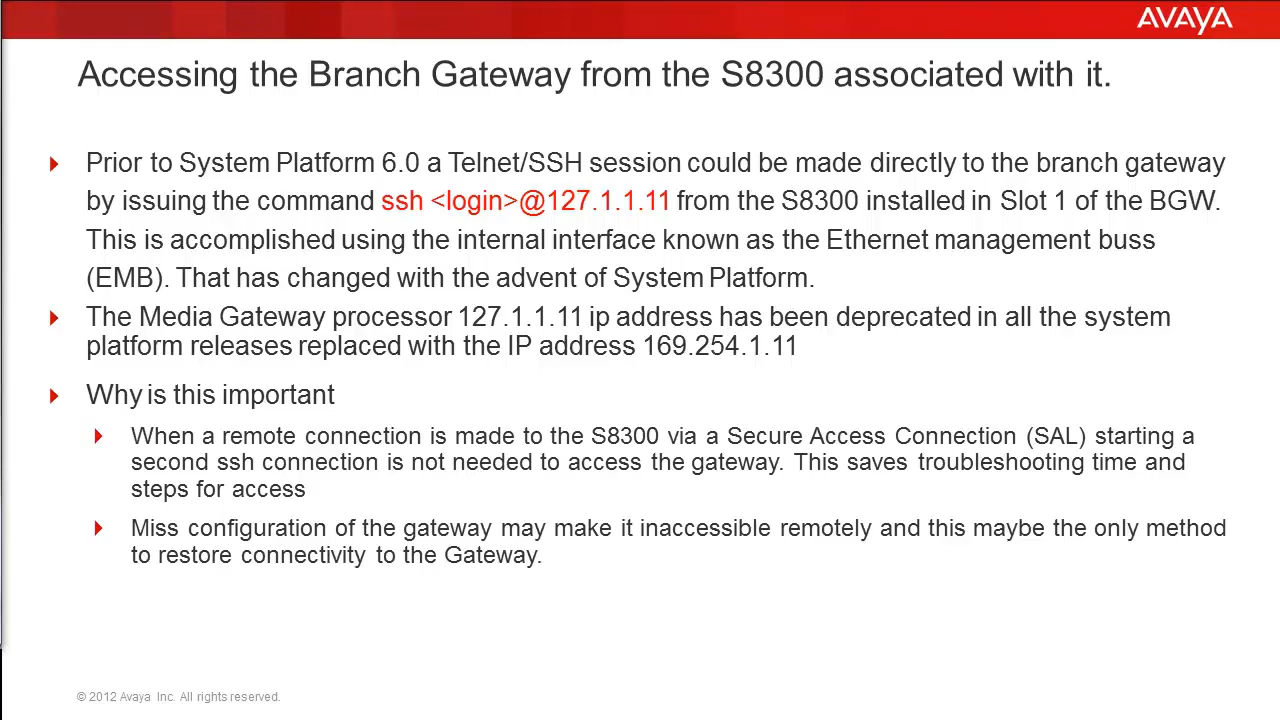 AVAYA
Accessing the Branch Gateway from the S8300 associated with it.
Prior to System Platform 6.0 a Telnet/SSH session could be made directly to the branch gateway
by issuing the command ssh <login>@127.1.1.11 from the S8300 installed in Slot 1 of the BGW.
This is accomplished using the internal interface known as the Ethernet management buss
(EMB). That has changed with the advent of System Platform.
The Media Gateway processor 127.1.1.11 ip address has been deprecated in all the system
platform releases replaced with the IP address 169.254.1.11
Why is this important
When a remote connection is made to the S8300 via a Secure Access Connection (SAL) starting a
second ssh connection is not needed to access the gateway. This saves troubleshooting time and
steps for access
Miss configuration of the gateway may make it inaccessible remotely and this maybe the only method
to restore connectivity to the Gateway.
© 2012 Avaya Inc. All rights reserved.